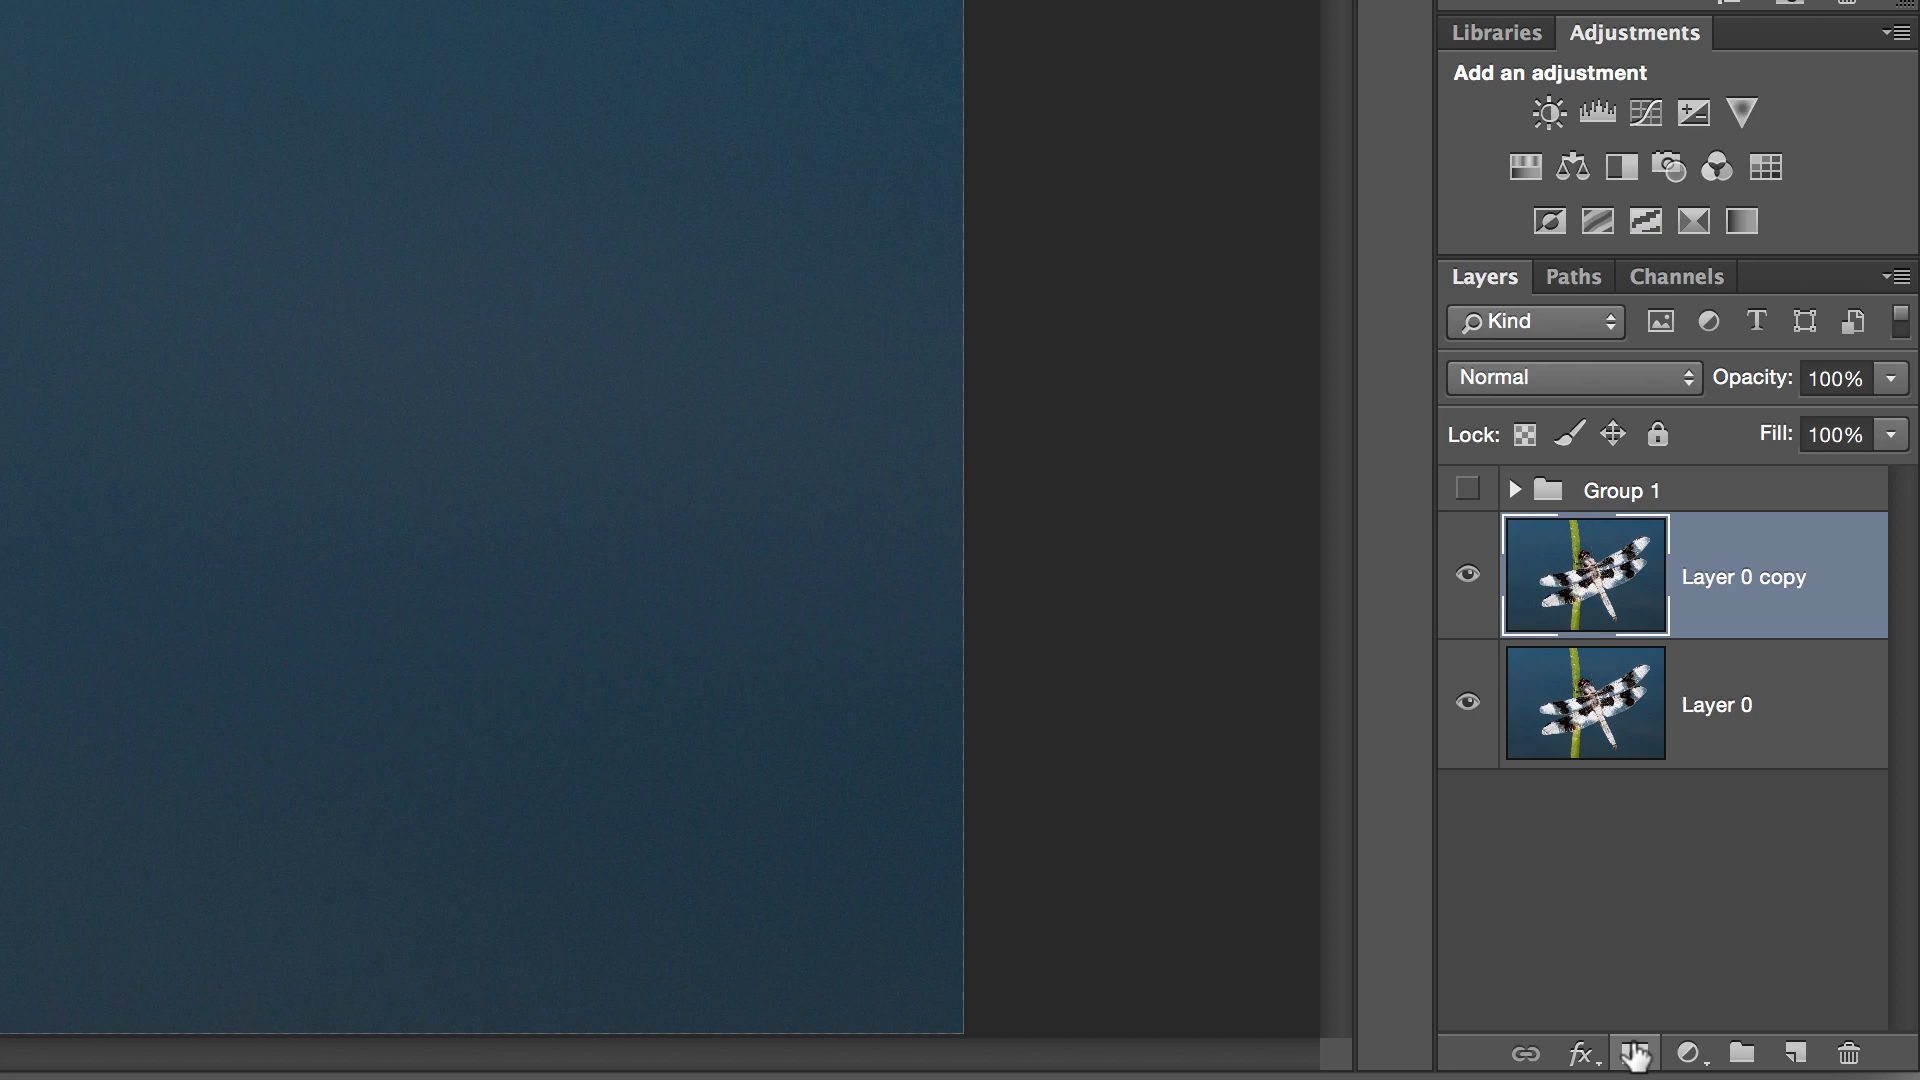 Libraries Adjustments
Add an adjustment
Layers Paths Channels
Kind T
Normal Opacity: 100%
Lock: Fill: 100%
Group 1
Layer 0 copy
Layer 0
fx